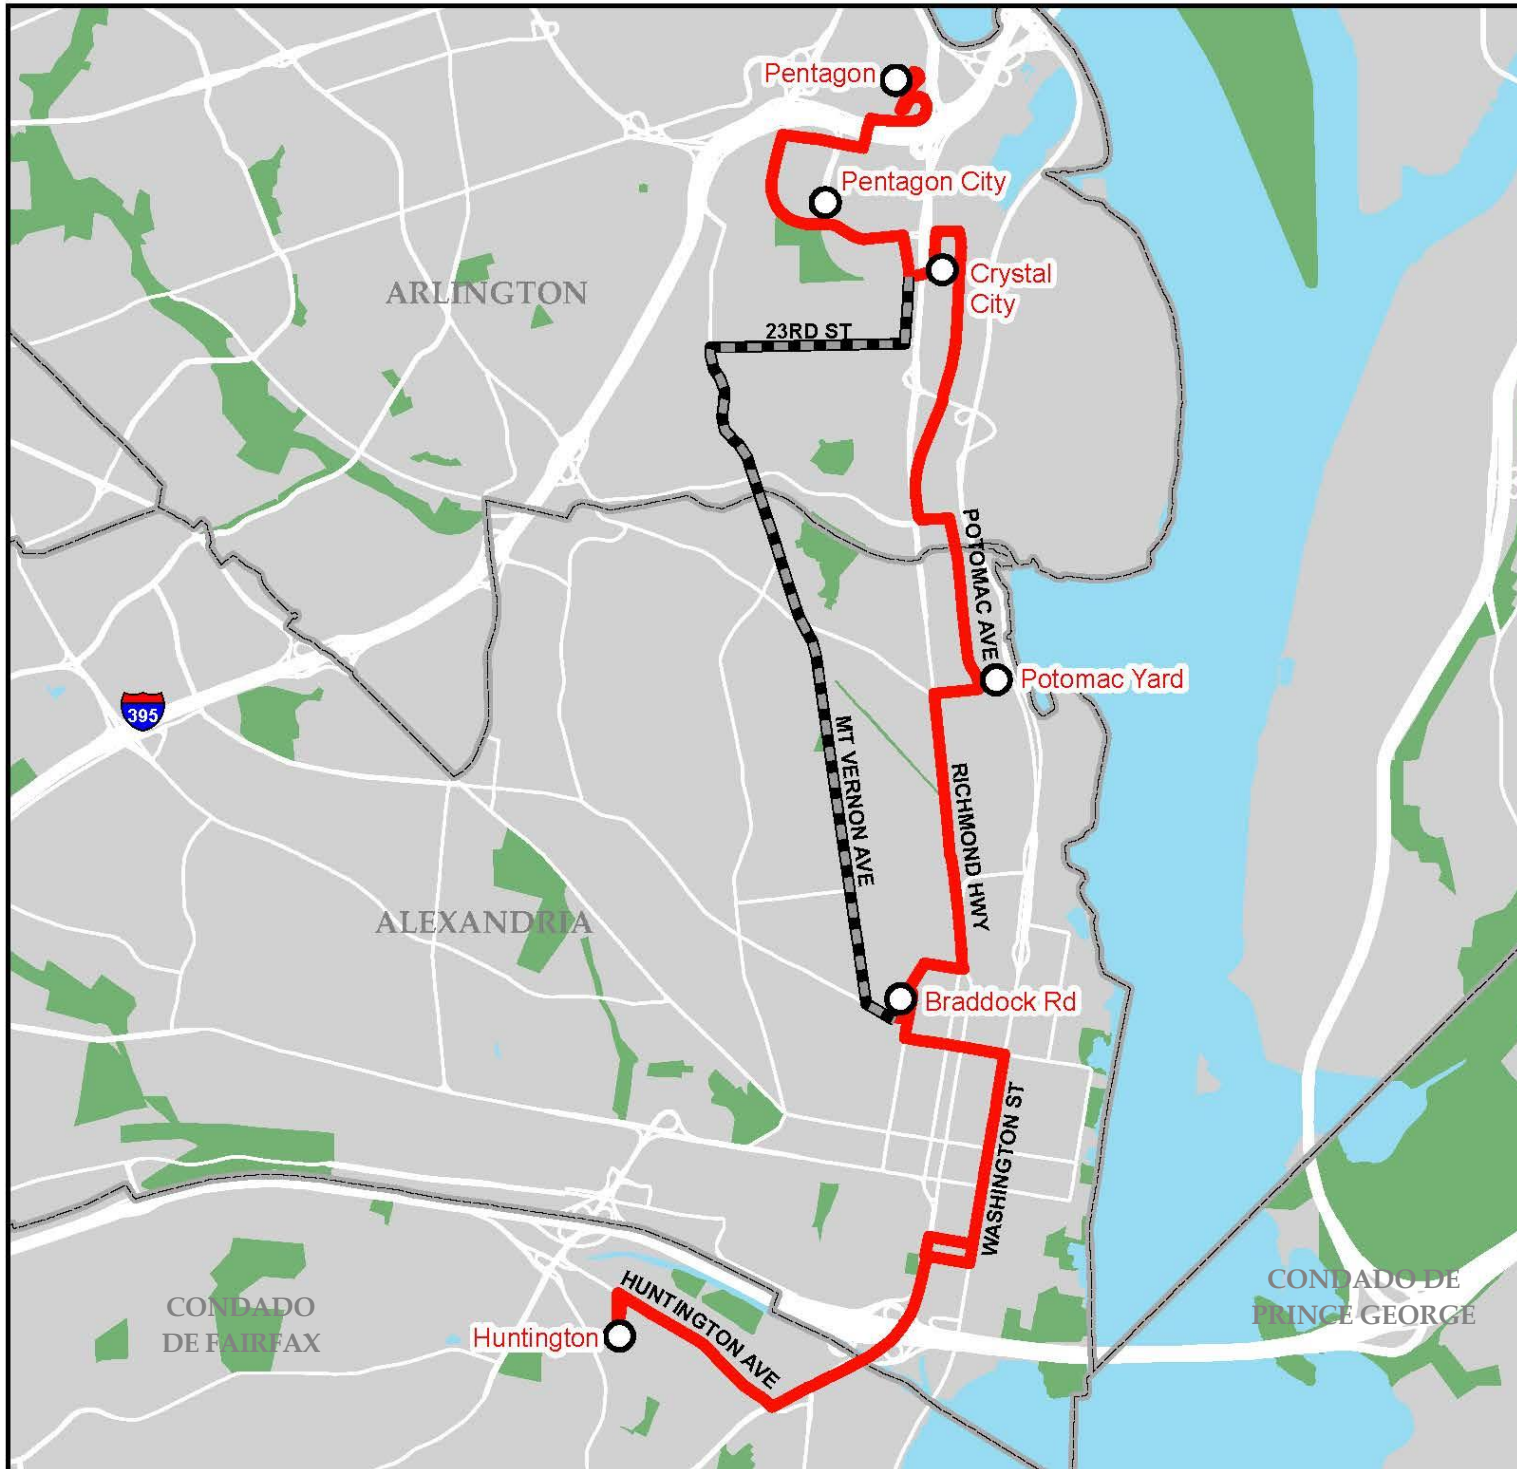 Pentagon
Pentagon City
ARLINGTON
Crystal
City
23RD ST
POTOMAC AVE
Potomac Yard
395
MT VERNON AVE
RICHMOND HWY
ALEXANDRIA
Braddock Rd
WASHINGTON ST
HUNTINGTON AVE
Huntington
CONDADO
DE FAIRFAX
CONDADO DE
PRINCE GEORGE